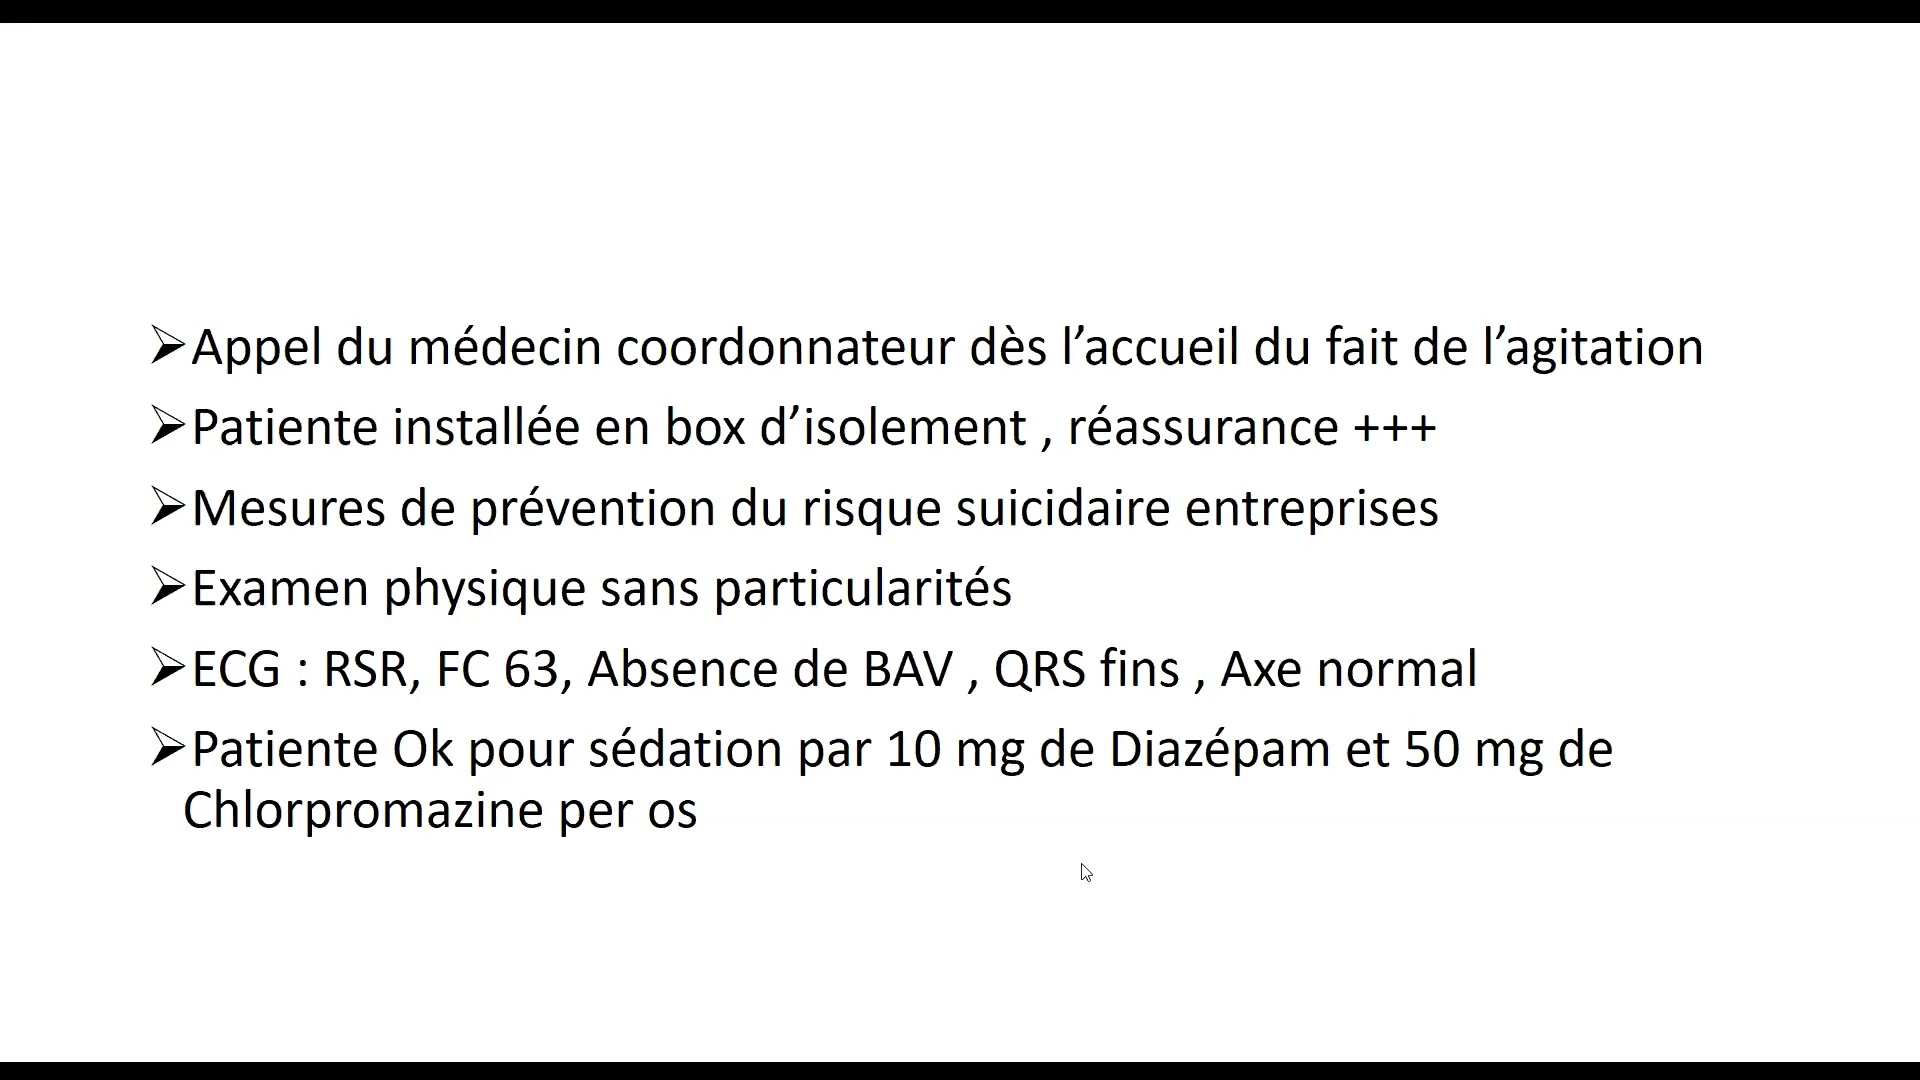 ➢Appel du médecin coordonnateur dès l’accueil du fait de l’agitation
➢Patiente installée en box d’isolement , réassurance +++
➢Mesures de prévention du risque suicidaire entreprises
➢Examen physique sans particularités
➢ECG : RSR, FC 63, Absence de BAV , QRS fins , Axe normal
➢Patiente Ok pour sédation par 10 mg de Diazépam et 50 mg de
Chlorpromazine per os